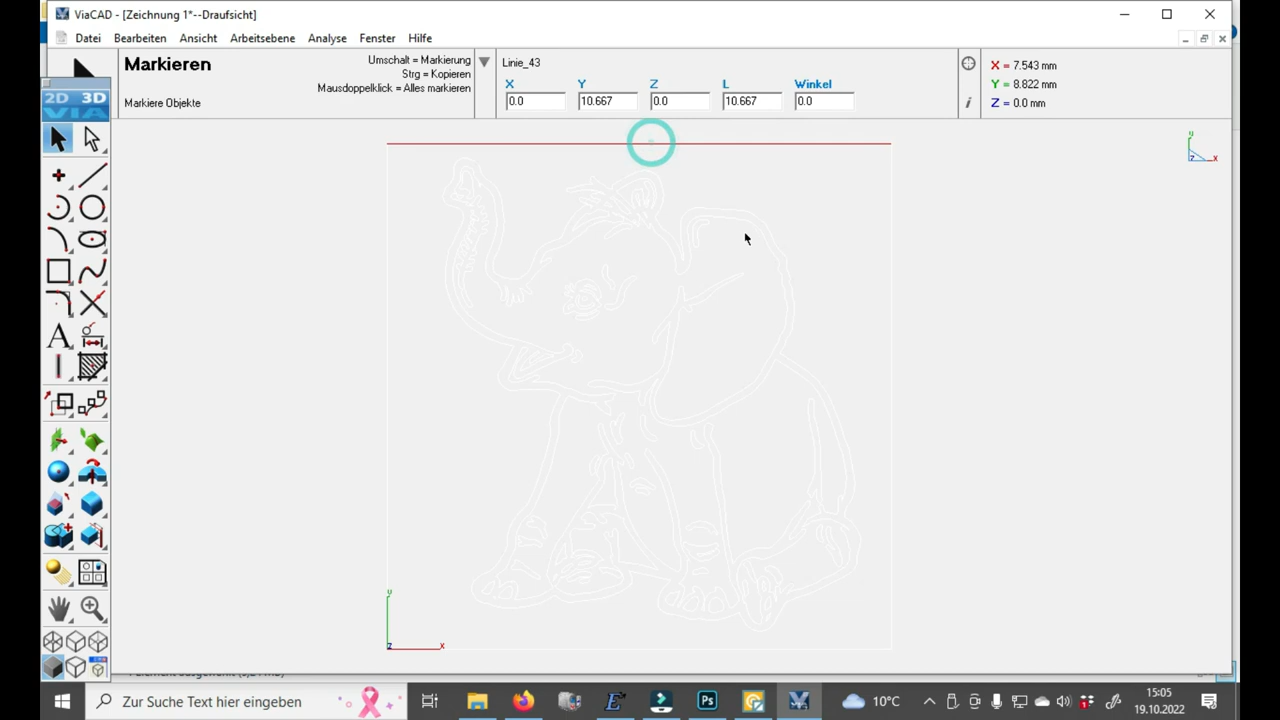 ViaCAD - [Zeichnung 1*--Draufsicht]
Datei Bearbeiten Ansicht Arbeitsebene Analyse Fenster Hilfe
Markieren
Umschalt = Markierung
Strg = Kopieren
Mausdoppelklick = Alles markieren
Markiere Objekte
Linie_43
X Y Z L Winkel
0.0 10.667 0.0 10.667 0.0
X = 7.543 mm
Y = 8.822 mm
Z = 0.0 mm
2D 3D
VIA
A
y
z x
y
z x
Zur Suche Text hier eingeben
Ps
10°C
15:05
19.10.2022